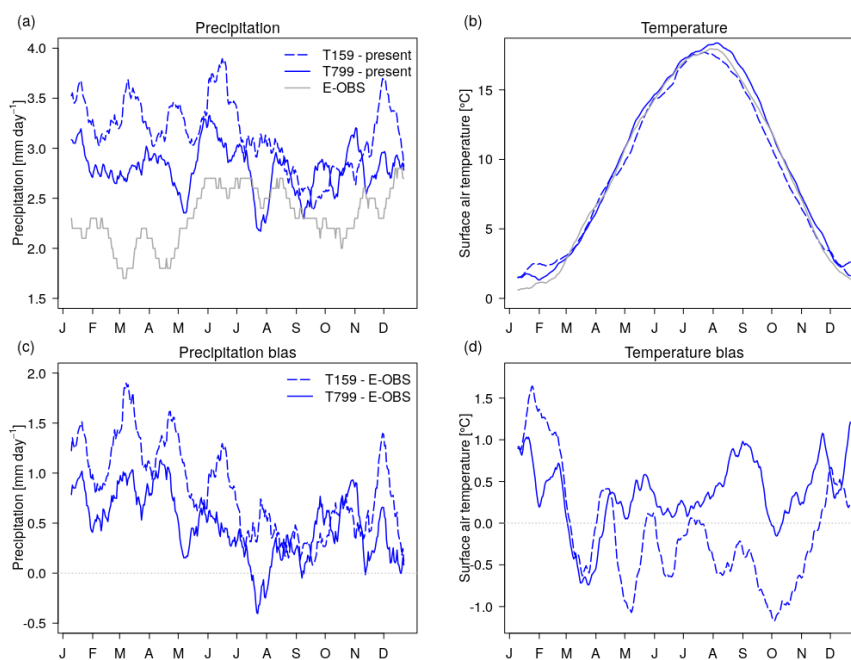 (a)
Precipitation
T159 - present
T799 - present
E-OBS
Precipitation [mm day⁻¹]
4.0
3.5
3.0
2.5
2.0
1.5
J F M A M J J A S O N D
(b)
Temperature
Surface air temperature [ºC]
15
10
5
0
J F M A M J J A S O N D
(c)
Precipitation bias
T159 - E-OBS
T799 - E-OBS
Precipitation [mm day⁻¹]
2.0
1.5
1.0
0.5
0.0
-0.5
J F M A M J J A S O N D
(d)
Temperature bias
Surface air temperature [ºC]
1.5
1.0
0.5
0.0
-0.5
-1.0
J F M A M J J A S O N D